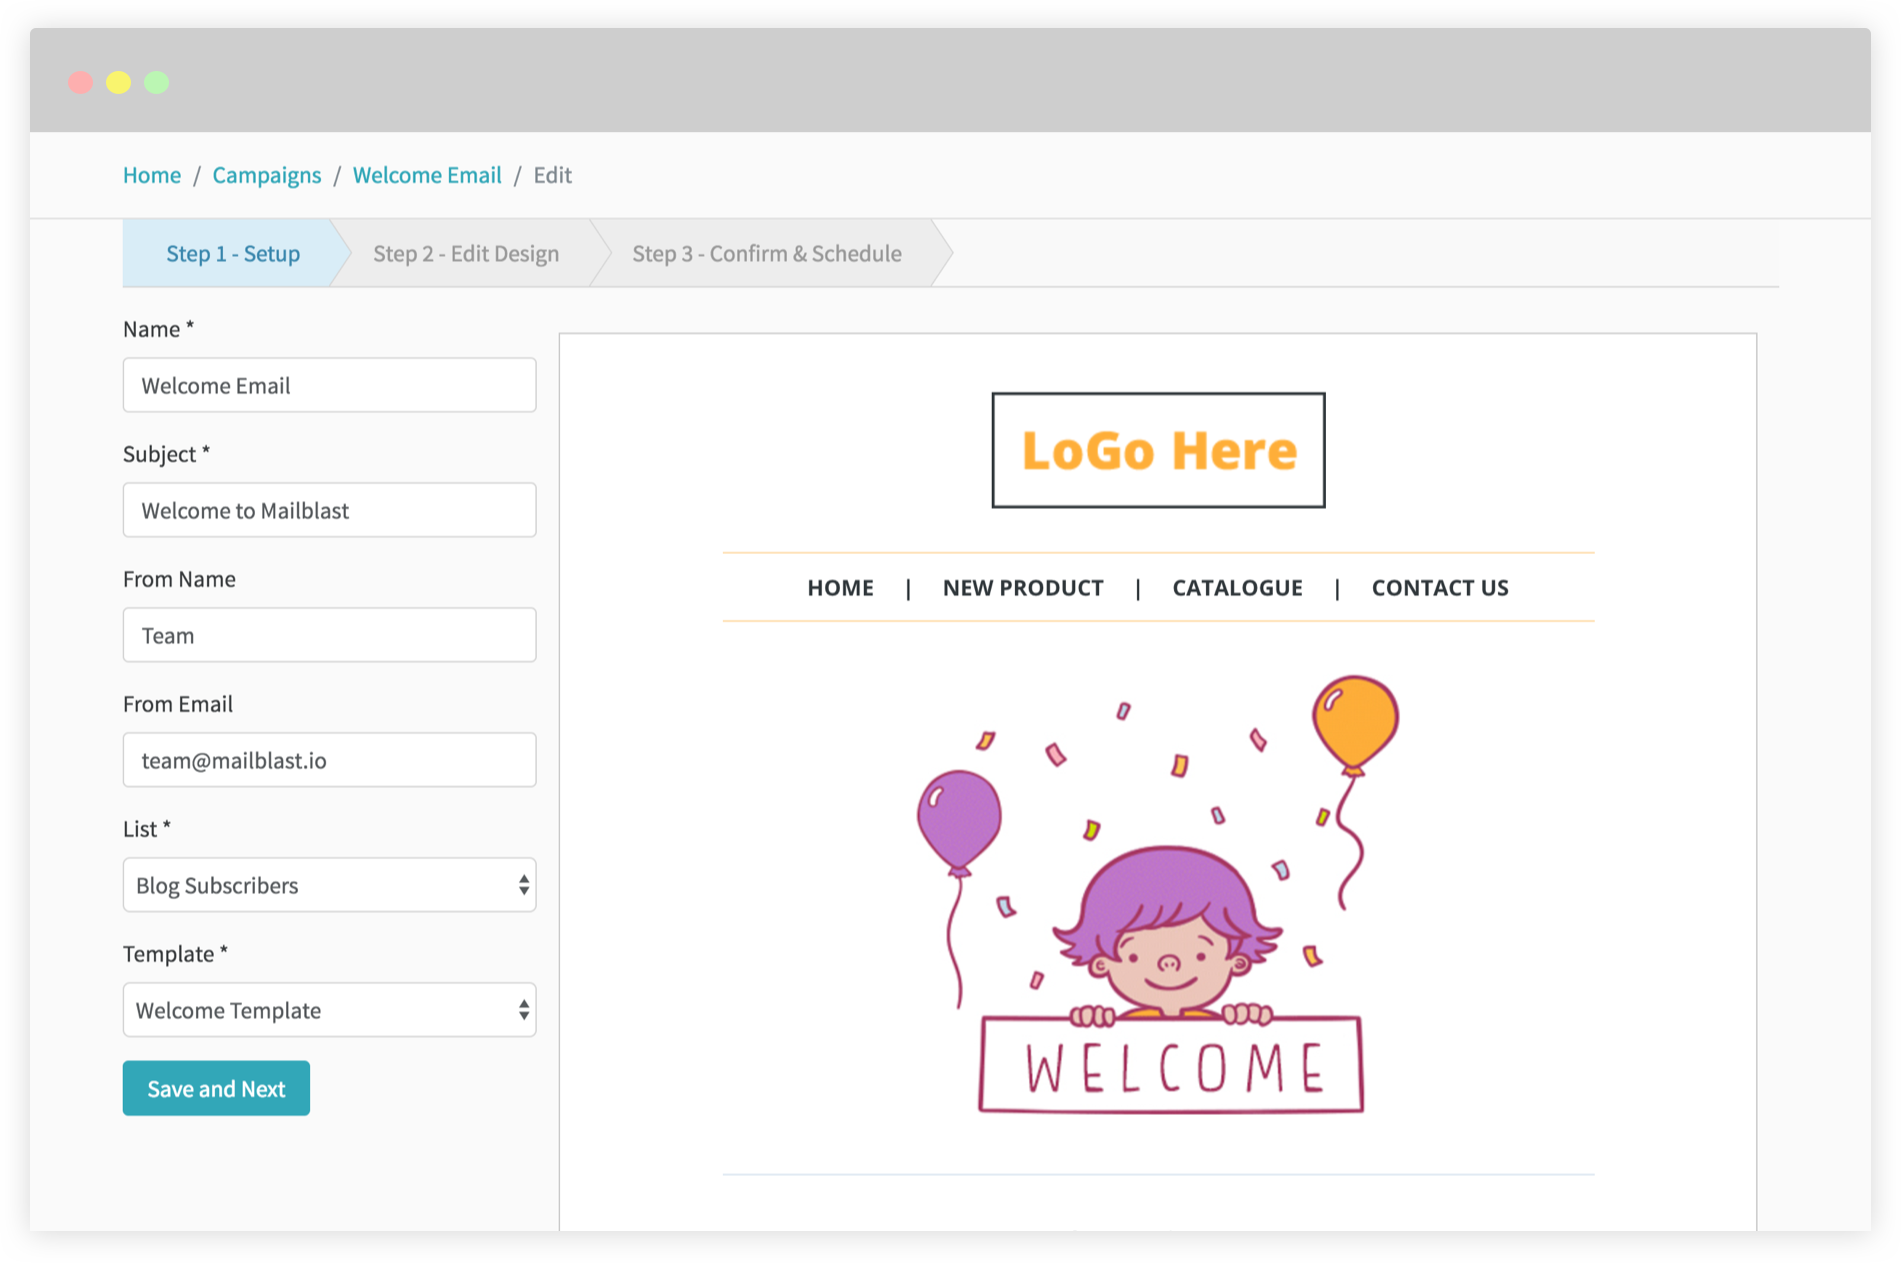 Home / Campaigns / Welcome Email / Edit
Step 1 - Setup Step 2 - Edit Design Step 3 - Confirm & Schedule
Name *
Welcome Email
Subject *
Welcome to Mailblast
From Name
Team
From Email
team@mailblast.io
List *
Blog Subscribers
Template *
Welcome Template
Save and Next
LoGo Here
HOME | NEW PRODUCT | CATALOGUE | CONTACT US
WELCOME